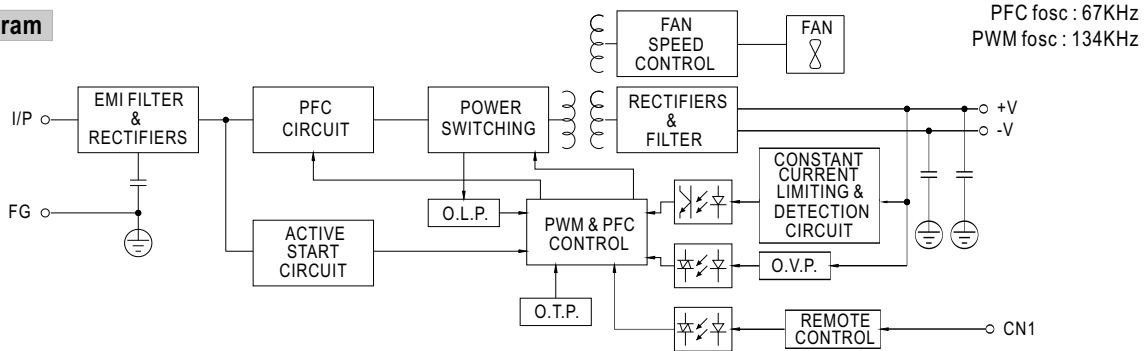 ram
PFC fosc : 67KHz
PWM fosc : 134KHz
FAN
SPEED
CONTROL
FAN
I/P
EMI FILTER
&
RECTIFIERS
PFC
CIRCUIT
POWER
SWITCHING
RECTIFIERS
&
FILTER
+V
-V
CONSTANT
CURRENT
LIMITING &
DETECTION
CIRCUIT
FG
O.L.P.
PWM & PFC
CONTROL
ACTIVE
START
CIRCUIT
O.V.P.
O.T.P.
REMOTE
CONTROL
CN1